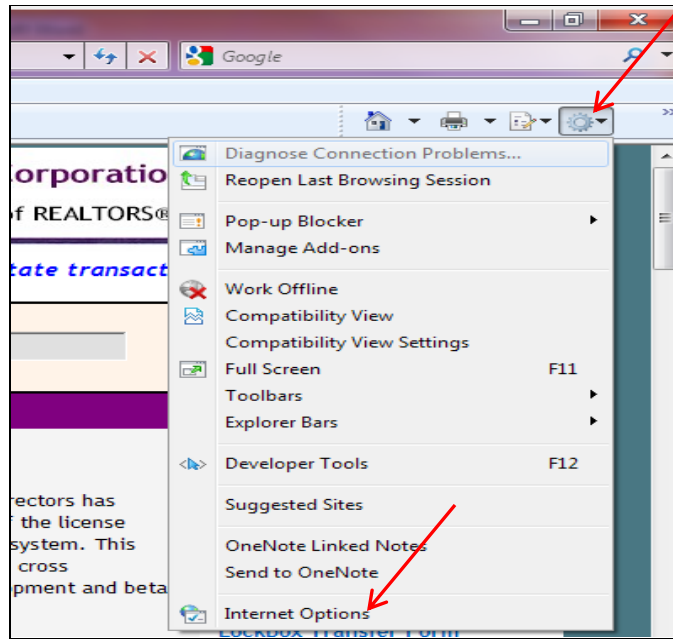 Google
Diagnose Connection Problems...
Reopen Last Browsing Session
Pop-up Blocker
Manage Add-ons
Work Offline
Compatibility View
Compatibility View Settings
Full Screen F11
Toolbars
Explorer Bars
Developer Tools F12
Suggested Sites
OneNote Linked Notes
Send to OneNote
Internet Options
orporatio
of REALTORS®
tate transact
rectors has
f the license
system. This
cross
opment and beta
Lockbox Transfer Form